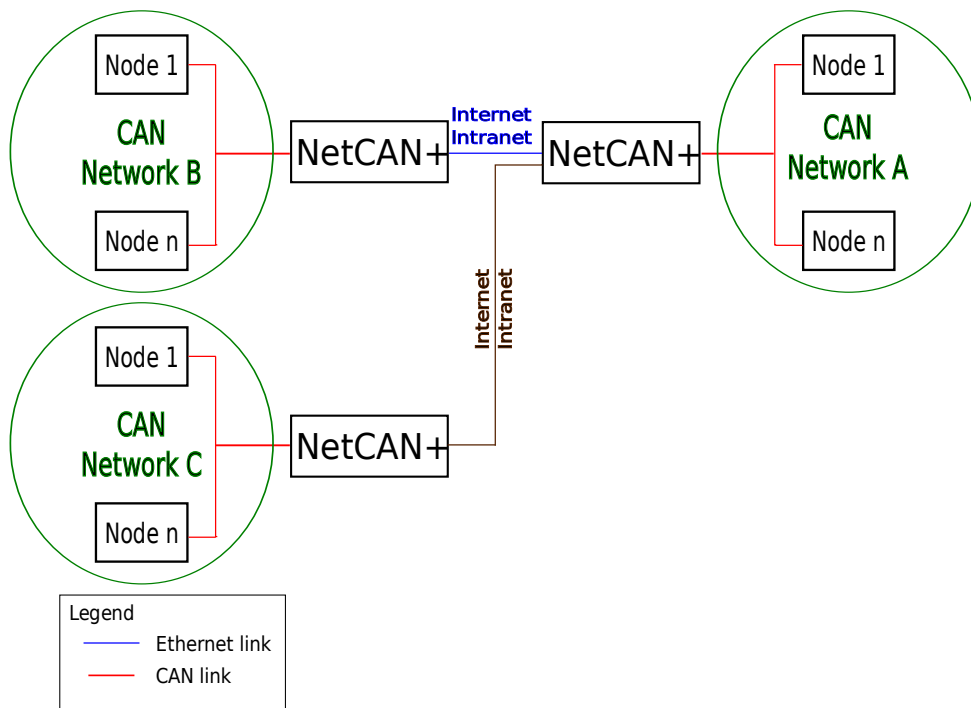 Node 1
CAN
Network B
Node n
NetCAN+
Internet
Intranet
NetCAN+
Node 1
CAN
Network A
Node n
Internet
Intranet
Node 1
CAN
Network C
Node n
NetCAN+
Legend
Ethernet link
CAN link